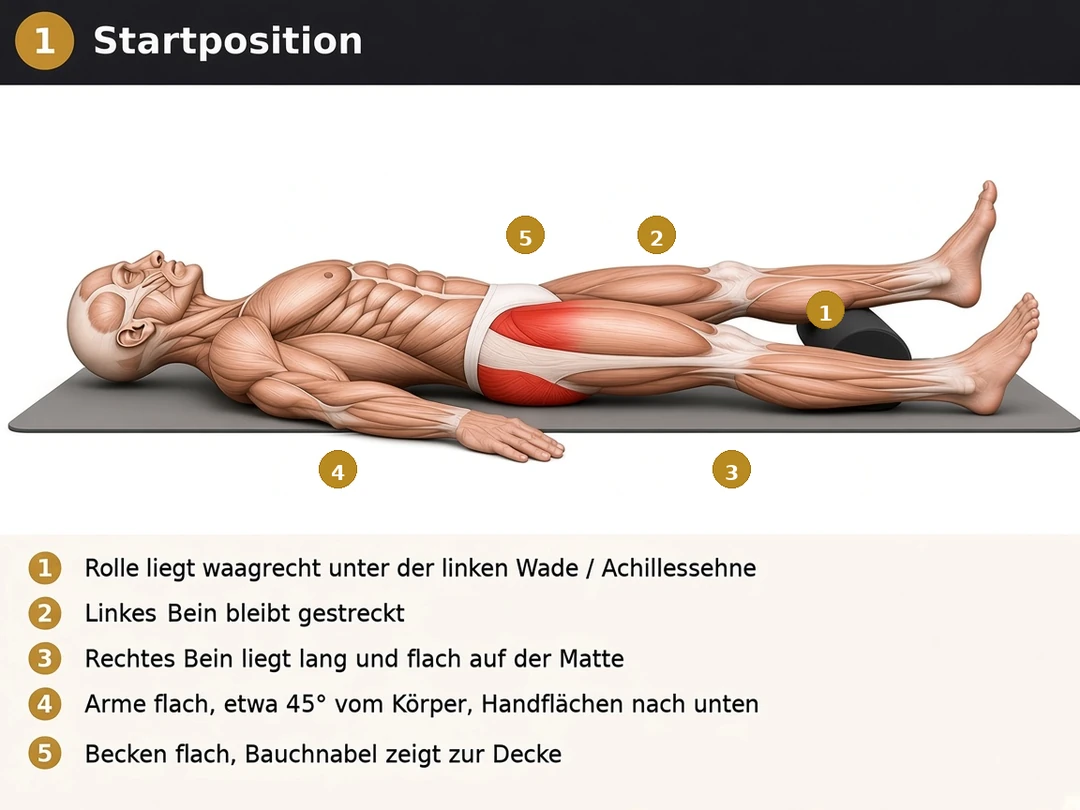 1 Startposition
5 2
1
4 3
1 Rolle liegt waagrecht unter der linken Wade / Achillessehne
2 Linkes Bein bleibt gestreckt
3 Rechtes Bein liegt lang und flach auf der Matte
4 Arme flach, etwa 45° vom Körper, Handflächen nach unten
5 Becken flach, Bauchnabel zeigt zur Decke